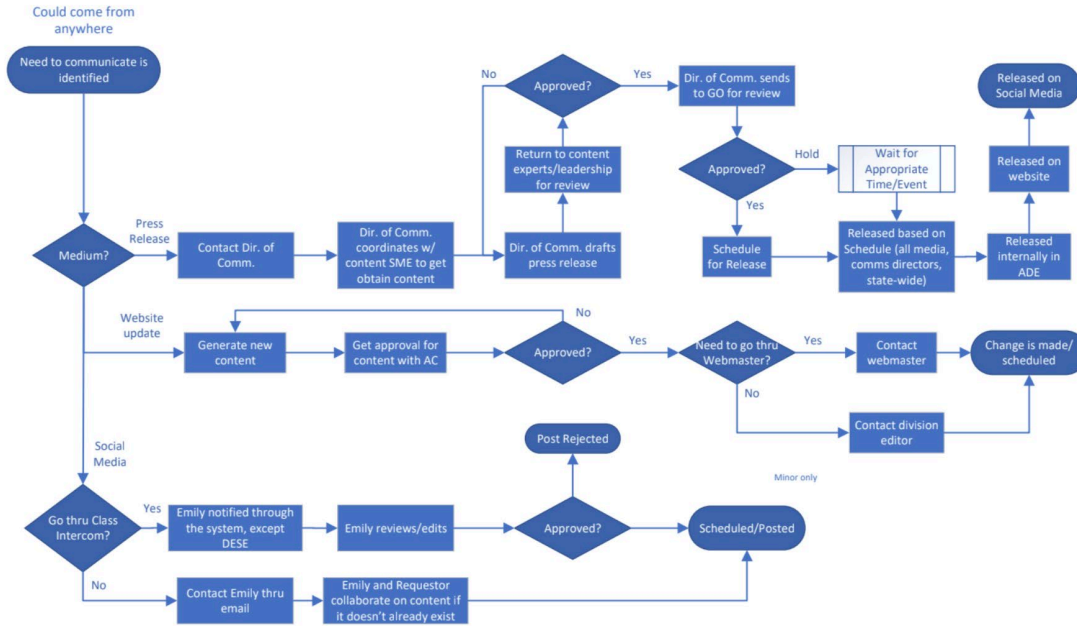 Could come from
anywhere
Need to communicate is
identified
Medium?
Press
Release
Contact Dir. of
Comm.
Dir. of Comm.
coordinates w/
content SME to get
obtain content
Dir. of Comm. drafts
press release
Return to content
experts/leadership
for review
No
Approved?
Yes
Dir. of Comm. sends
to GO for review
Approved?
Hold
Wait for
Appropriate
Time/Event
Yes
Schedule
for Release
Released based on
Schedule (all media,
comms directors,
state-wide)
Released
internally in
ADE
Released on
website
Released on
Social Media
Website
update
Generate new
content
Get approval for
content with AC
No
Approved?
Yes
Need to go thru
Webmaster?
Yes
Contact
webmaster
Change is made/
scheduled
No
Contact division
editor
Minor only
Social
Media
Go thru Class
Intercom?
Yes
Emily notified through
the system, except
DESE
Emily reviews/edits
Approved?
Post Rejected
Scheduled/Posted
No
Contact Emily thru
email
Emily and Requestor
collaborate on content if
it doesn't already exist